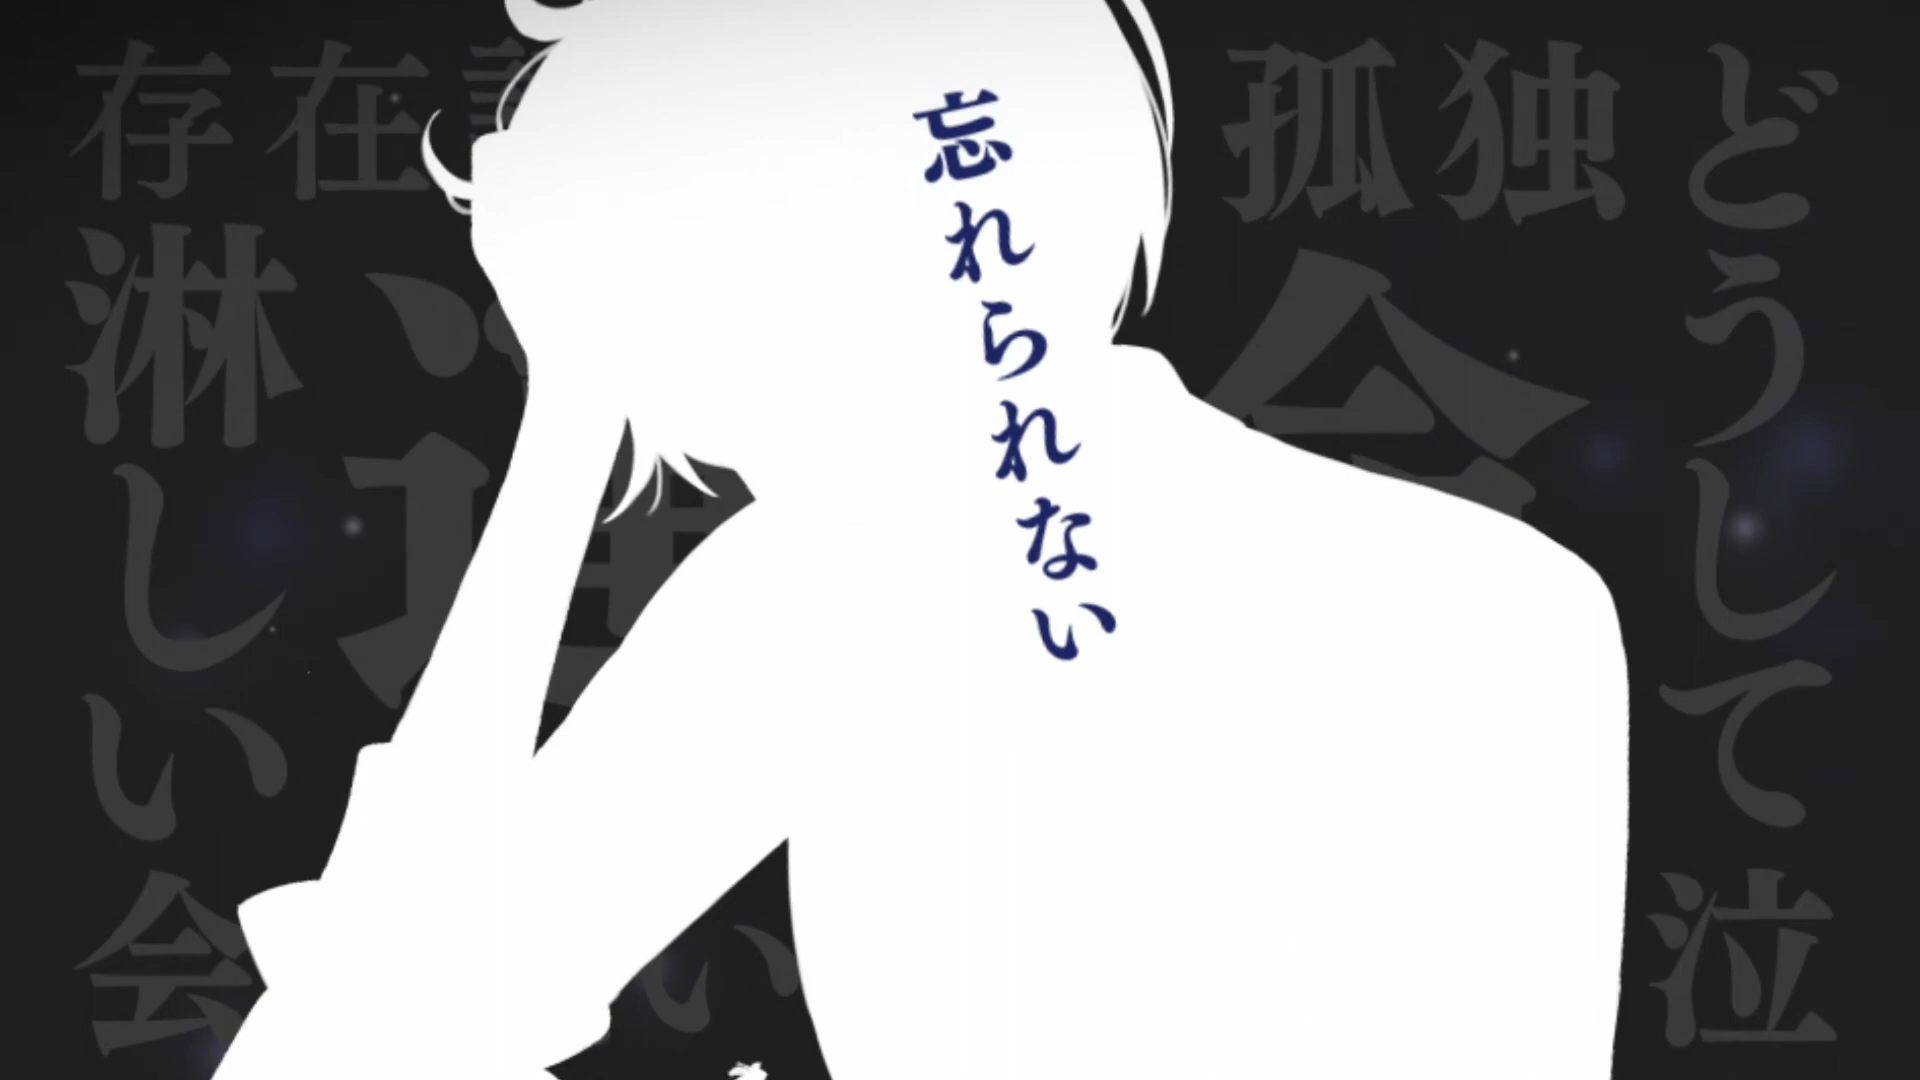 忘れられない
どうして泣
孤独
存在
淋しい会